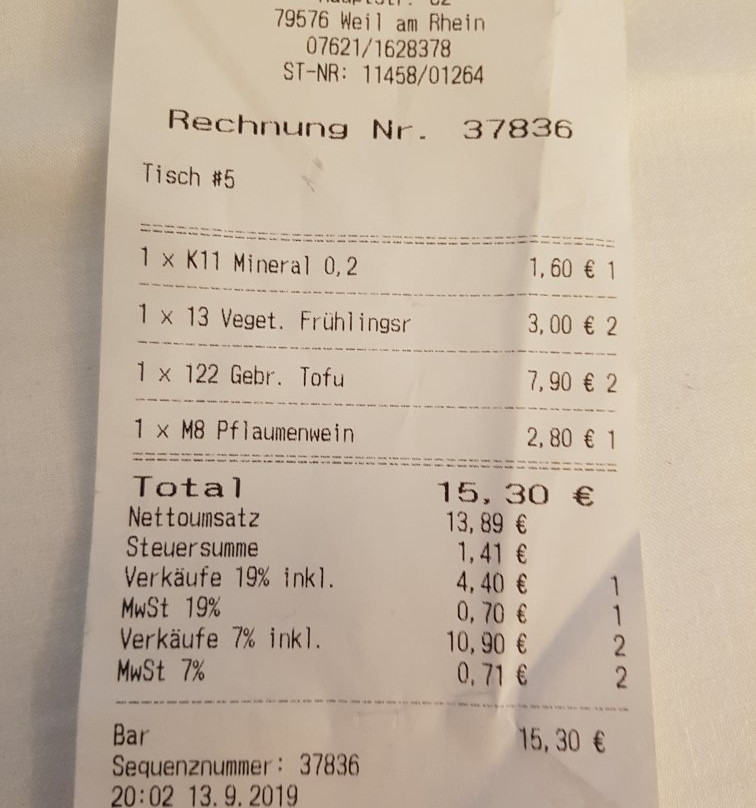 79576 Weil am Rhein
07621/1628378
ST-NR: 11458/01264
Rechnung Nr. 37836
Tisch #5
1 x K11 Mineral 0,2 1,60 € 1
1 x 13 Veget. Frühlingsr 3,00 € 2
1 x 122 Gebr. Tofu 7,90 € 2
1 x M8 Pflaumenwein 2,80 € 1
Total 15,30 €
Nettoumsatz 13,89 €
Steuersumme 1,41 €
Verkäufe 19% inkl. 4,40 € 1
MwSt 19% 0,70 € 1
Verkäufe 7% inkl. 10,90 € 2
MwSt 7% 0,71 € 2
Bar 15,30 €
Sequenznummer: 37836
20:02 13.9.2019